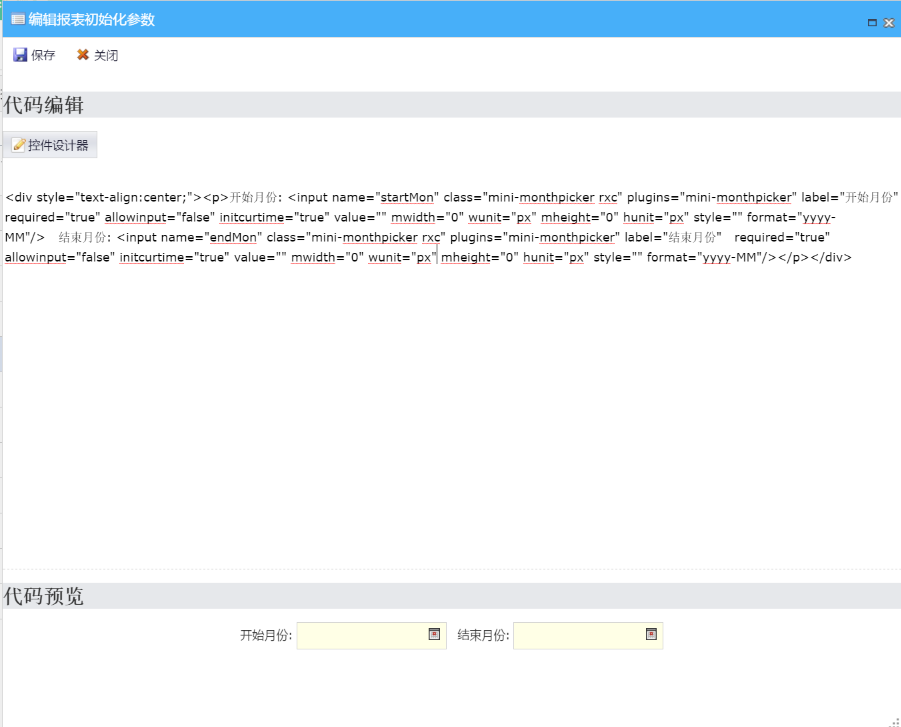 编辑报表初始化参数
保存 关闭
代码编辑
控件设计器
<div style="text-align:center;"><p>开始月份: <input name="startMon" class="mini-monthpicker rxc" plugins="mini-monthpicker" label="开始月份"
required="true" allowinput="false" initcurtime="true" value="" mwidth="0" wunit="px" mheight="0" hunit="px" style="" format="yyyy-
MM"/> 结束月份: <input name="endMon" class="mini-monthpicker rxc" plugins="mini-monthpicker" label="结束月份" required="true"
allowinput="false" initcurtime="true" value="" mwidth="0" wunit="px" mheight="0" hunit="px" style="" format="yyyy-MM"/></p></div>
代码预览
开始月份: 结束月份: